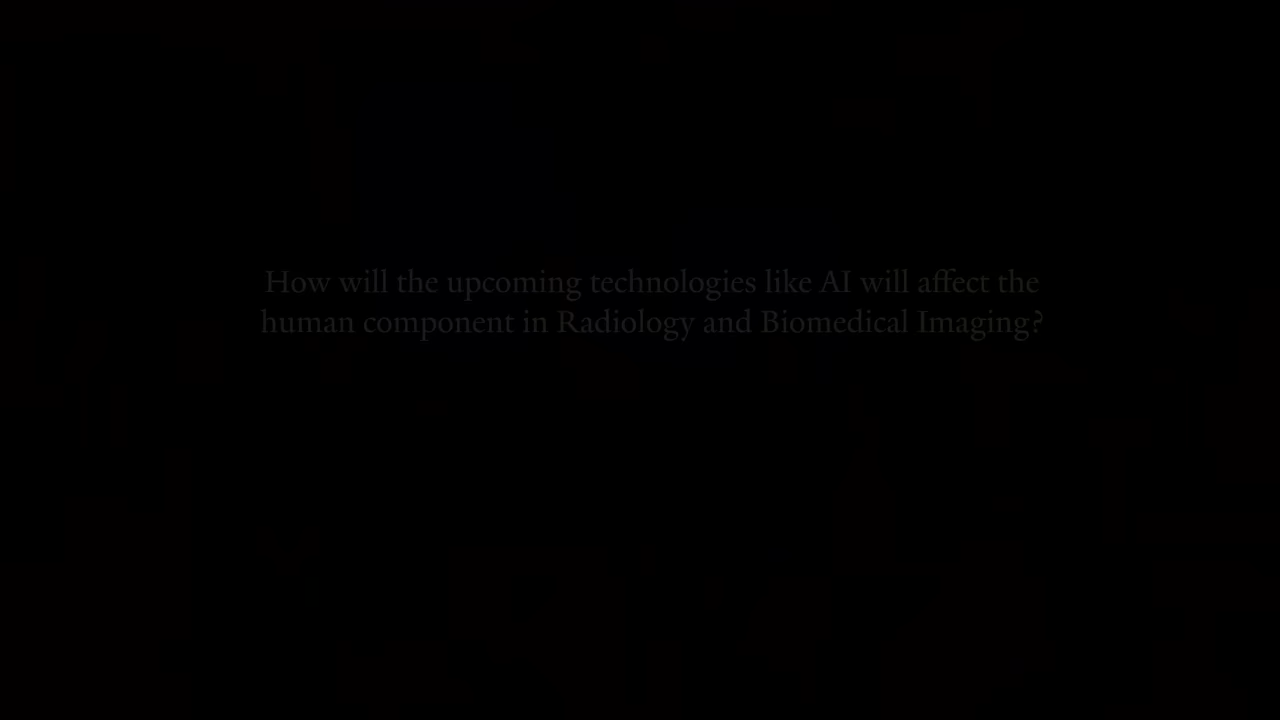 How will the upcoming technologies like AI will affect the
human component in Radiology and Biomedical Imaging?